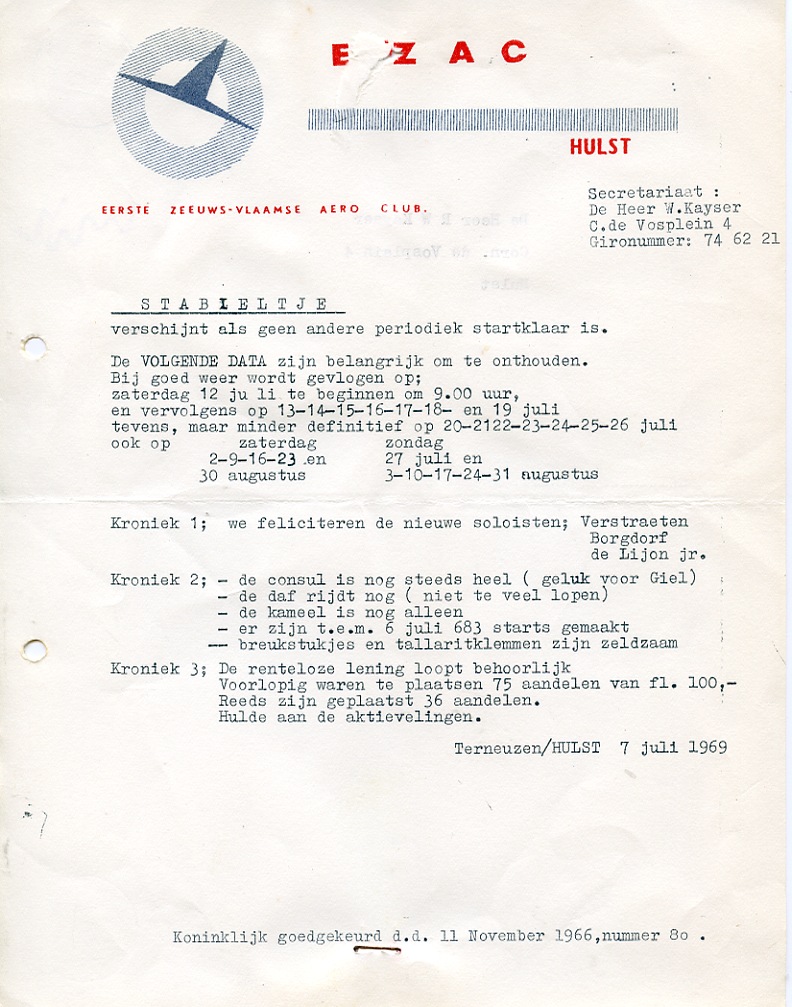 EZAC
HULST
EERSTE ZEEUWS-VLAAMSE AERO CLUB.
Secretariaat :
De Heer W.Kayser
C.de Vosplein 4
Gironummer: 74 62 21
STABIELTJE
verschijnt als geen andere periodiek startklaar is.
De VOLGENDE DATA zijn belangrijk om te onthouden.
Bij goed weer wordt gevlogen op;
zaterdag 12 ju li te beginnen om 9.00 uur,
en vervolgens op 13-14-15-16-17-18- en 19 juli
tevens, maar minder definitief op 20-2122-23-24-25-26 juli
ook op zaterdag zondag
2-9-16-23 .en 27 juli en
30 augustus 3-10-17-24-31 augustus
Kroniek 1; we feliciteren de nieuwe soloisten; Verstraeten
Borgdorf
de Lijon jr.
Kroniek 2; - de consul is nog steeds heel ( geluk voor Giel)
- de daf rijdt nog ( niet te veel lopen)
- de kameel is nog alleen
- er zijn t.e.m. 6 juli 683 starts gemaakt
-- breukstukjes en tallaritklemmen zijn zeldzaam
Kroniek 3; De renteloze lening loopt behoorlijk
Voorlopig waren te plaatsen 75 aandelen van fl. 100,-
Reeds zijn geplaatst 36 aandelen.
Hulde aan de aktievelingen.
Terneuzen/HULST 7 juli 1969
Koninklijk goedgekeurd d.d. 11 November 1966,nummer 8o .